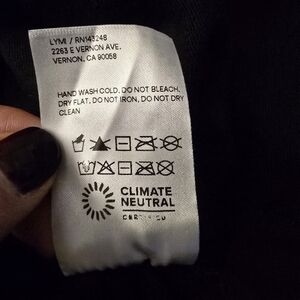 LYMI / RN143248
2263 E VERNON AVE.
VERNON, CA 90058
HAND WASH COLD. DO NOT BLEACH.
DRY FLAT. DO NOT IRON, DO NOT DRY
CLEAN
CLIMATE
NEUTRAL
CERTIFIED